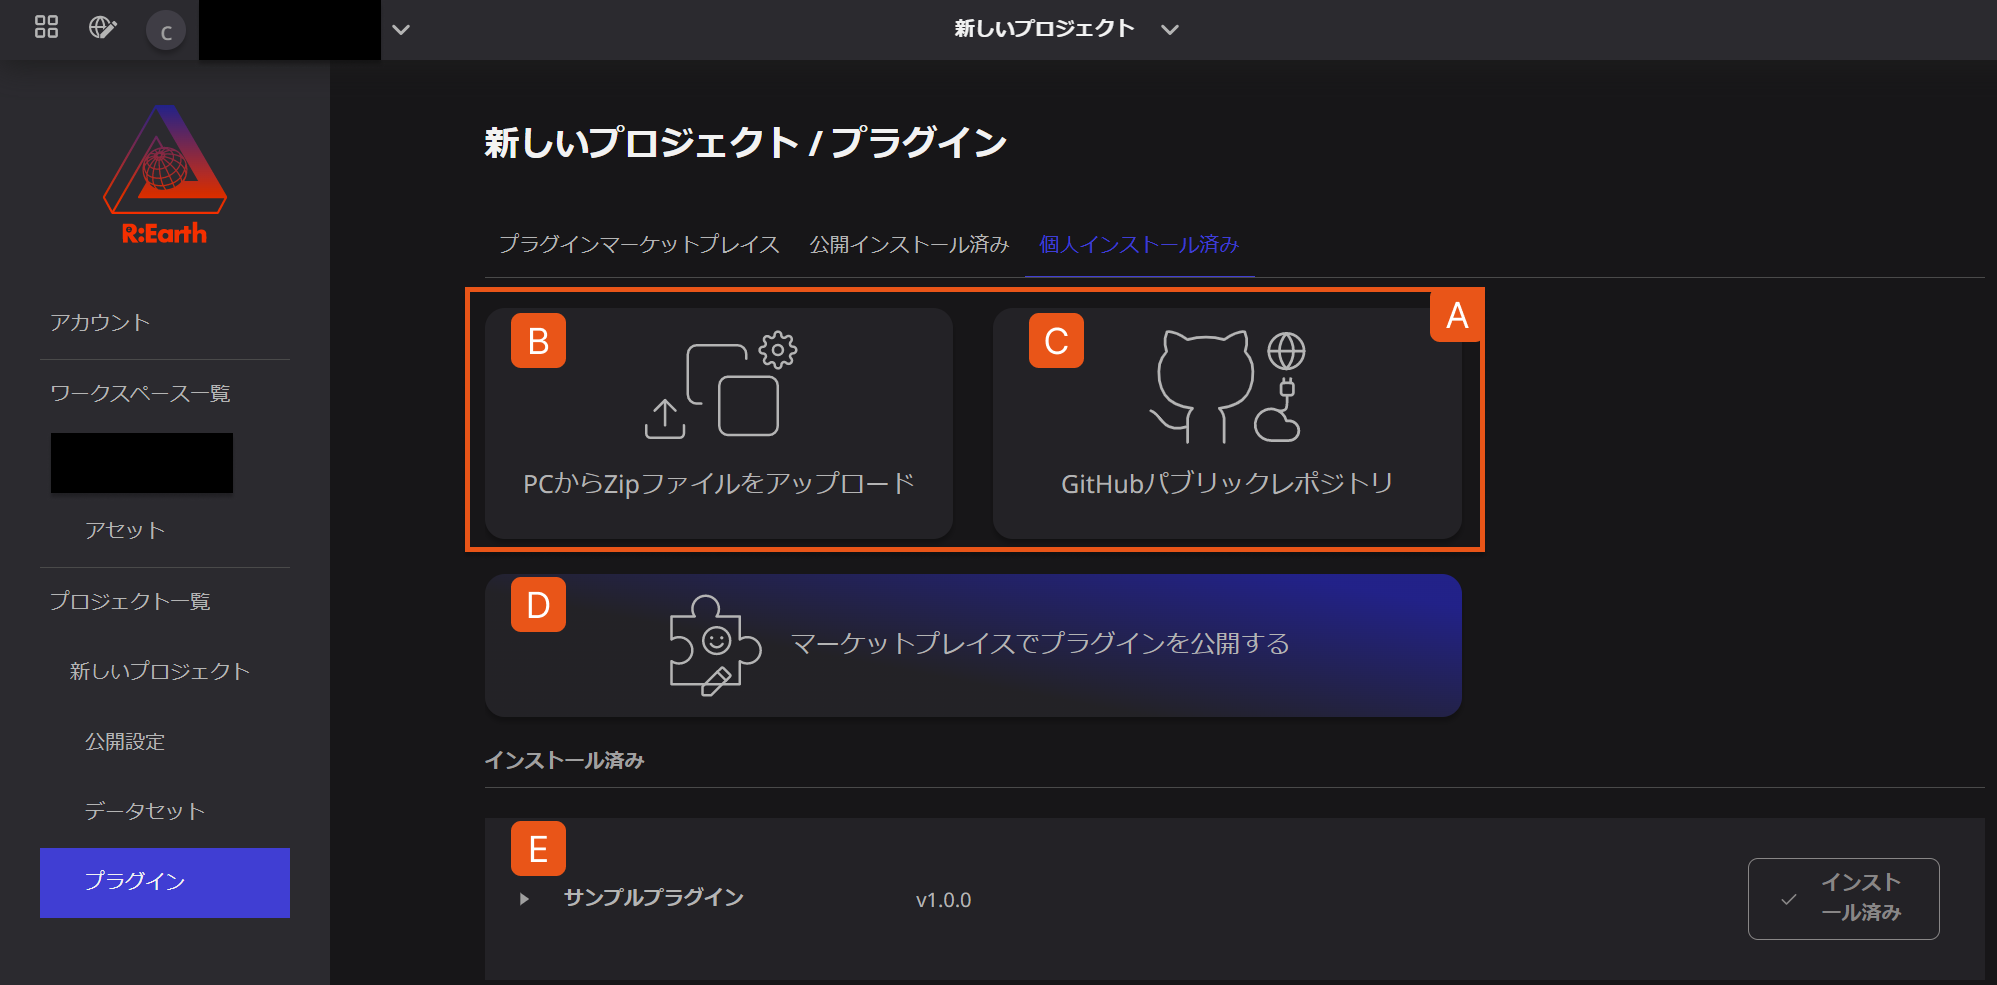 C
新しいプロジェクト
R:Earth
アカウント
ワークスペース一覧
アセット
プロジェクト一覧
新しいプロジェクト
公開設定
データセット
プラグイン
新しいプロジェクト / プラグイン
プラグインマーケットプレイス 公開インストール済み 個人インストール済み
A
B
PCからZipファイルをアップロード
C
GitHubパブリックレポジトリ
D
マーケットプレイスでプラグインを公開する
インストール済み
E
サンプルプラグイン v1.0.0
インスト
ール済み